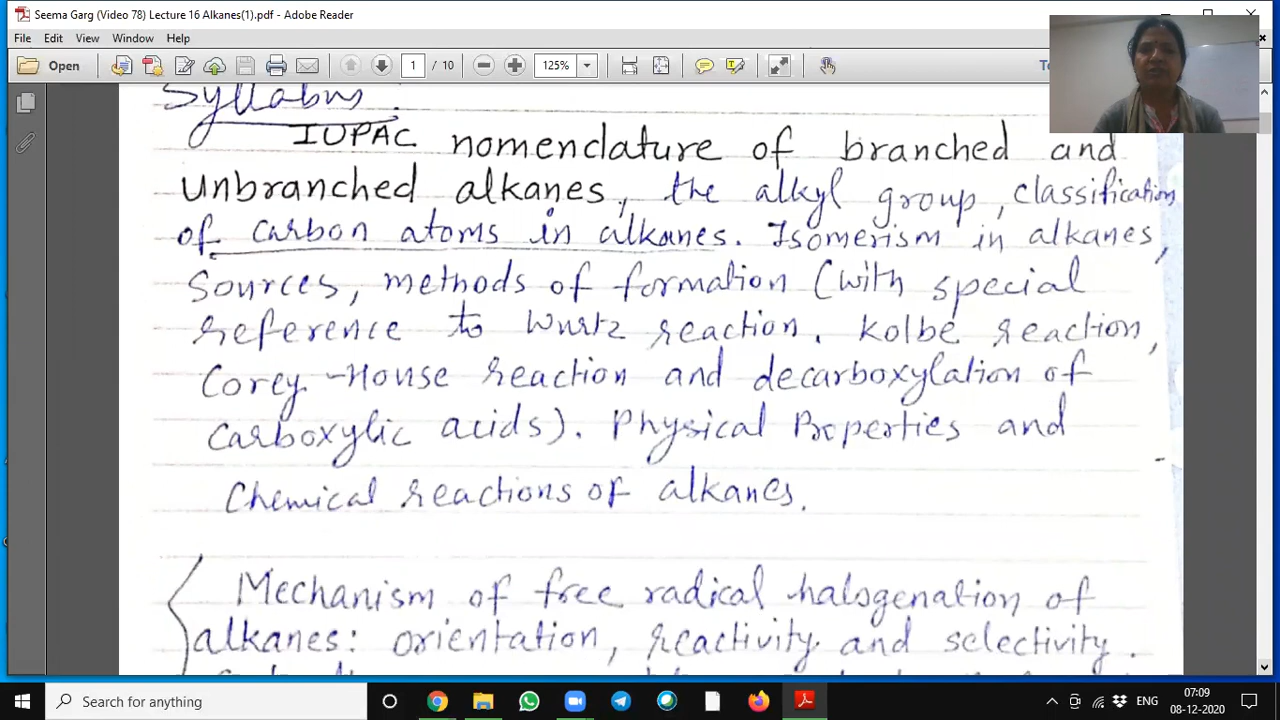 Seema Garg (Video 78) Lecture 16 Alkanes(1).pdf - Adobe Reader
File Edit View Window Help
Open 1 / 10 125%
Syllabus :
IUPAC nomenclature of branched and
Unbranched alkanes, the alkyl group, classification
of carbon atoms in alkanes. Isomerism in alkanes,
Sources, methods of formation (with special
reference to Wurtz reaction. Kolbe reaction,
Corey-House reaction and decarboxylation of
Carboxylic acids). Physical Properties and
Chemical reactions of alkanes.
Mechanism of free radical halogenation of
alkanes: orientation, reactivity and selectivity.
Search for anything
ENG
07:09
08-12-2020